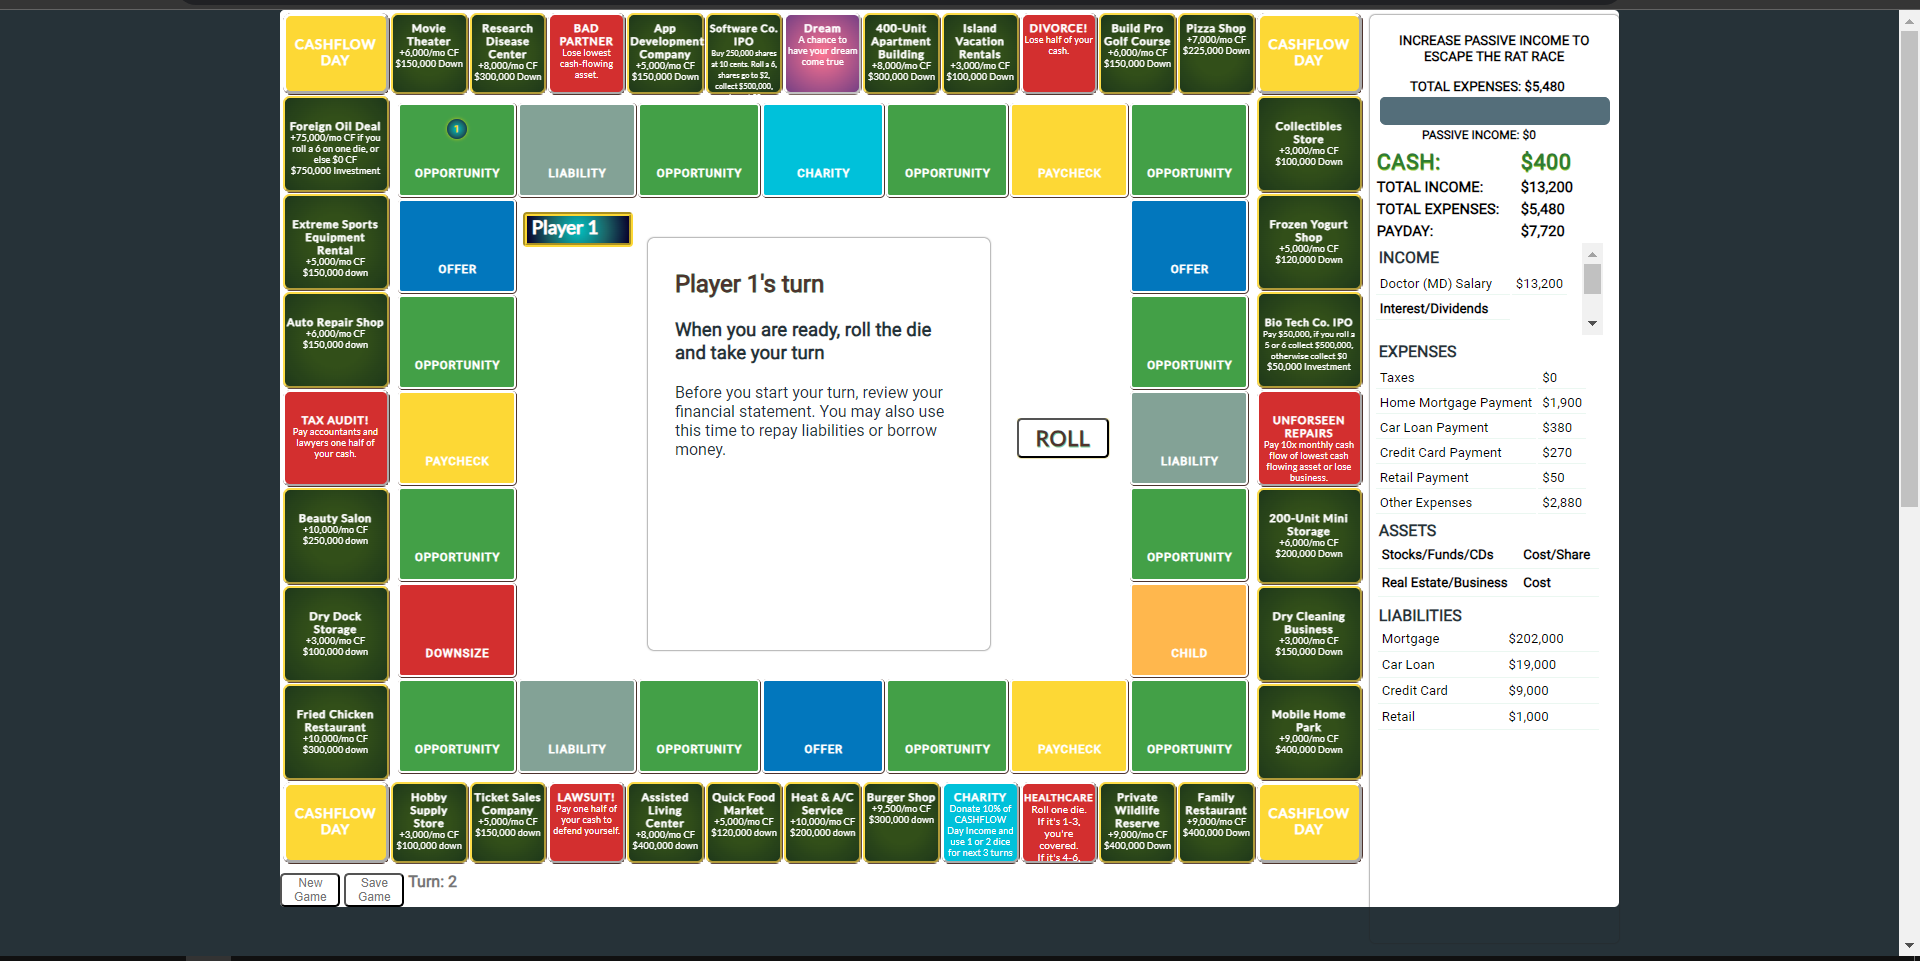 CASHFLOW
DAY
Movie
Theater
+6,000/mo CF
$150,000 Down
Research
Disease
Center
+8,000/mo CF
$300,000 Down
BAD
PARTNER
Lose lowest
cash-flowing
asset.
App
Development
Company
+5,000/mo CF
$150,000 Down
Software Co.
IPO
Buy 250,000 shares
at 10 cents. Roll a 6,
shares go to $2,
collect $500,000,
Dream
A chance to
have your dream
come true
400-Unit
Apartment
Building
+8,000/mo CF
$300,000 Down
Island
Vacation
Rentals
+3,000/mo CF
$100,000 Down
DIVORCE!
Lose half of your
cash.
Build Pro
Golf Course
+6,000/mo CF
$150,000 Down
Pizza Shop
+7,000/mo CF
$225,000 Down
CASHFLOW
DAY
Foreign Oil Deal
+75,000/mo CF if you
roll a 6 on one die, or
else $0 CF
$750,000 Investment
Extreme Sports
Equipment
Rental
+5,000/mo CF
$150,000 down
Auto Repair Shop
+6,000/mo CF
$150,000 down
TAX AUDIT!
Pay accountants and
lawyers one half of
your cash.
Beauty Salon
+10,000/mo CF
$250,000 down
Dry Dock
Storage
+3,000/mo CF
$100,000 down
Fried Chicken
Restaurant
+10,000/mo CF
$300,000 down
1
OPPORTUNITY
LIABILITY
OPPORTUNITY
CHARITY
OPPORTUNITY
PAYCHECK
OPPORTUNITY
OFFER
OPPORTUNITY
PAYCHECK
OPPORTUNITY
DOWNSIZE
Player 1
Player 1's turn
When you are ready, roll the die
and take your turn
Before you start your turn, review your
financial statement. You may also use
this time to repay liabilities or borrow
money.
ROLL
OFFER
OPPORTUNITY
LIABILITY
OPPORTUNITY
CHILD
OPPORTUNITY
LIABILITY
OPPORTUNITY
OFFER
OPPORTUNITY
PAYCHECK
OPPORTUNITY
Collectibles
Store
+3,000/mo CF
$100,000 Down
Frozen Yogurt
Shop
+5,000/mo CF
$120,000 Down
Bio Tech Co. IPO
Pay $50,000, if you roll a
5 or 6 collect $500,000,
otherwise collect $0
$50,000 Investment
UNFORSEEN
REPAIRS
Pay 10x monthly cash
flow of lowest cash
flowing asset or lose
business.
200-Unit Mini
Storage
+6,000/mo CF
$200,000 Down
Dry Cleaning
Business
+3,000/mo CF
$150,000 Down
Mobile Home
Park
+9,000/mo CF
$400,000 Down
CASHFLOW
DAY
Hobby
Supply
Store
+3,000/mo CF
$100,000 down
Ticket Sales
Company
+5,000/mo CF
$150,000 down
LAWSUIT!
Pay one half of
your cash to
defend yourself.
Assisted
Living
Center
+8,000/mo CF
$400,000 down
Quick Food
Market
+5,000/mo CF
$120,000 down
Heat & A/C
Service
+10,000/mo CF
$200,000 down
Burger Shop
+9,500/mo CF
$300,000 down
CHARITY
Donate 10% of
CASHFLOW
Day Income and
use 1 or 2 dice
for next 3 turns
HEALTHCARE
Roll one die.
If it's 1-3,
you're
covered.
If it's 4-6,
Private
Wildlife
Reserve
+9,000/mo CF
$400,000 Down
Family
Restaurant
+9,000/mo CF
$400,000 Down
CASHFLOW
DAY
New
Game
Save
Game
Turn: 2
INCREASE PASSIVE INCOME TO
ESCAPE THE RAT RACE
TOTAL EXPENSES: $5,480
PASSIVE INCOME: $0
CASH: $400
TOTAL INCOME: $13,200
TOTAL EXPENSES: $5,480
PAYDAY: $7,720
INCOME
Doctor (MD) Salary $13,200
Interest/Dividends
EXPENSES
Taxes $0
Home Mortgage Payment $1,900
Car Loan Payment $380
Credit Card Payment $270
Retail Payment $50
Other Expenses $2,880
ASSETS
Stocks/Funds/CDs Cost/Share
Real Estate/Business Cost
LIABILITIES
Mortgage $202,000
Car Loan $19,000
Credit Card $9,000
Retail $1,000